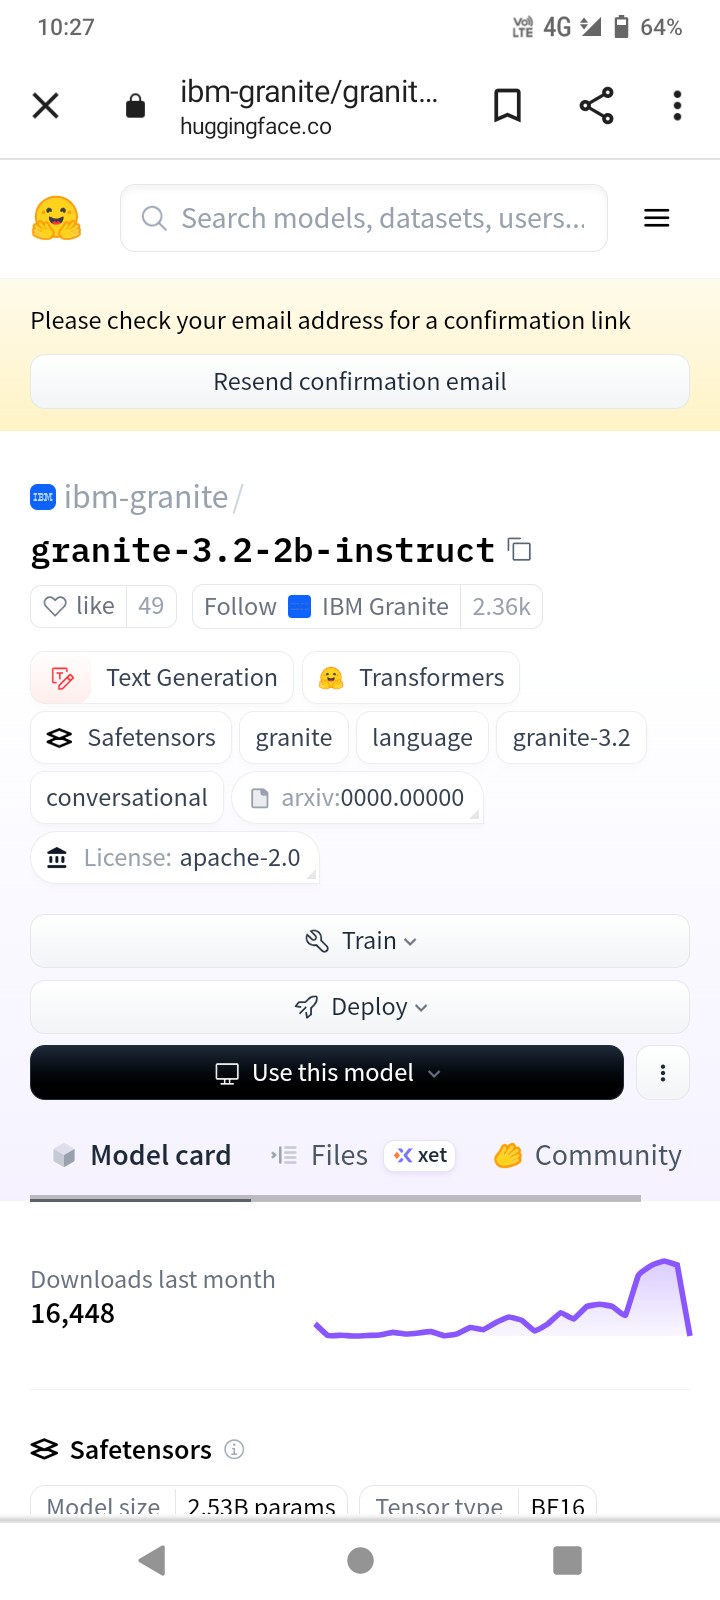 10:27 Vo) LTE 4G 64%
ibm-granite/granit...
huggingface.co
Search models, datasets, users...
Please check your email address for a confirmation link
Resend confirmation email
IBM ibm-granite/
granite-3.2-2b-instruct
like 49 Follow IBM Granite 2.36k
Text Generation Transformers
Safetensors granite language granite-3.2
conversational arxiv:0000.00000
License: apache-2.0
Train
Deploy
Use this model
Model card Files xet Community
Downloads last month
16,448
Safetensors
Model size 2.53B params Tensor type BF16